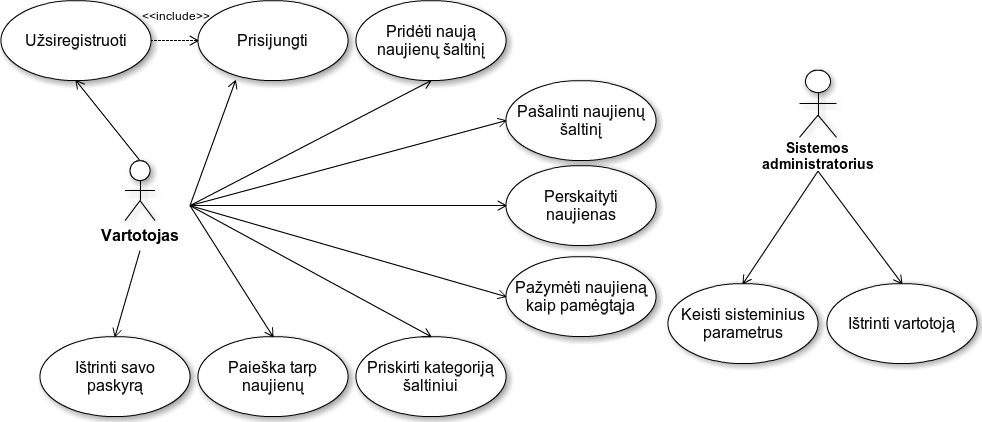 <<include>>
Užsiregistruoti
Prisijungti
Pridėti naują
naujienų šaltinį
Pašalinti naujienų
šaltinį
Perskaityti
naujienas
Pažymėti naujieną
kaip pamėgtąja
Vartotojas
Ištrinti savo
paskyrą
Paieška tarp
naujienų
Priskirti kategoriją
šaltiniui
Sistemos
administratorius
Keisti sisteminius
parametrus
Ištrinti vartotoją